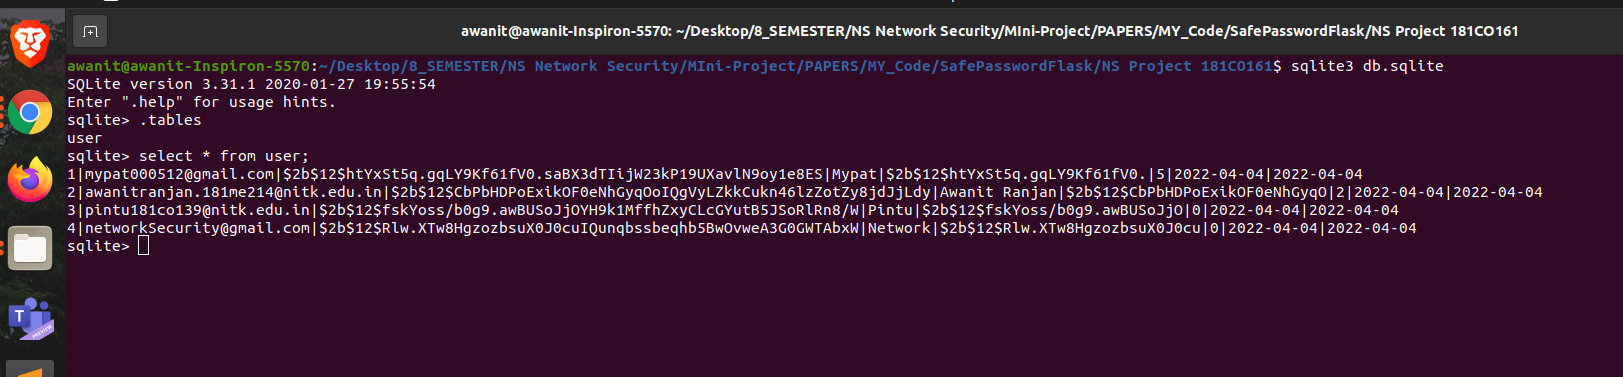 awanit@awanit-Inspiron-5570: ~/Desktop/8_SEMESTER/NS Network Security/MIni-Project/PAPERS/MY_Code/SafePasswordFlask/NS Project 181CO161
awanit@awanit-Inspiron-5570:~/Desktop/8_SEMESTER/NS Network Security/MIni-Project/PAPERS/MY_Code/SafePasswordFlask/NS Project 181CO161$ sqlite3 db.sqlite
SQLite version 3.31.1 2020-01-27 19:55:54
Enter ".help" for usage hints.
sqlite> .tables
user
sqlite> select * from user;
1|mypat000512@gmail.com|$2b$12$htYxSt5q.gqLY9Kf61fV0.saBX3dTIijW23kP19UXavlN9oy1e8ES|Mypat|$2b$12$htYxSt5q.gqLY9Kf61fV0.|5|2022-04-04|2022-04-04
2|awanitranjan.181me214@nitk.edu.in|$2b$12$CbPbHDPoExikOF0eNhGyqOoIQgVyLZkkCukn46lzZotZy8jdJjLdy|Awanit Ranjan|$2b$12$CbPbHDPoExikOF0eNhGyqO|2|2022-04-04|2022-04-04
3|pintu181co139@nitk.edu.in|$2b$12$fskYoss/b0g9.awBUSoJjOYH9k1MffhZxyCLcGYutB5JSoRlRn8/W|Pintu|$2b$12$fskYoss/b0g9.awBUSoJjO|0|2022-04-04|2022-04-04
4|networkSecurity@gmail.com|$2b$12$Rlw.XTw8HgzozbsuX0J0cuIQunqbssbeqhb5BwOvweA3G0GWTAbxW|Network|$2b$12$Rlw.XTw8HgzozbsuX0J0cu|0|2022-04-04|2022-04-04
sqlite>
T
PREVIEW